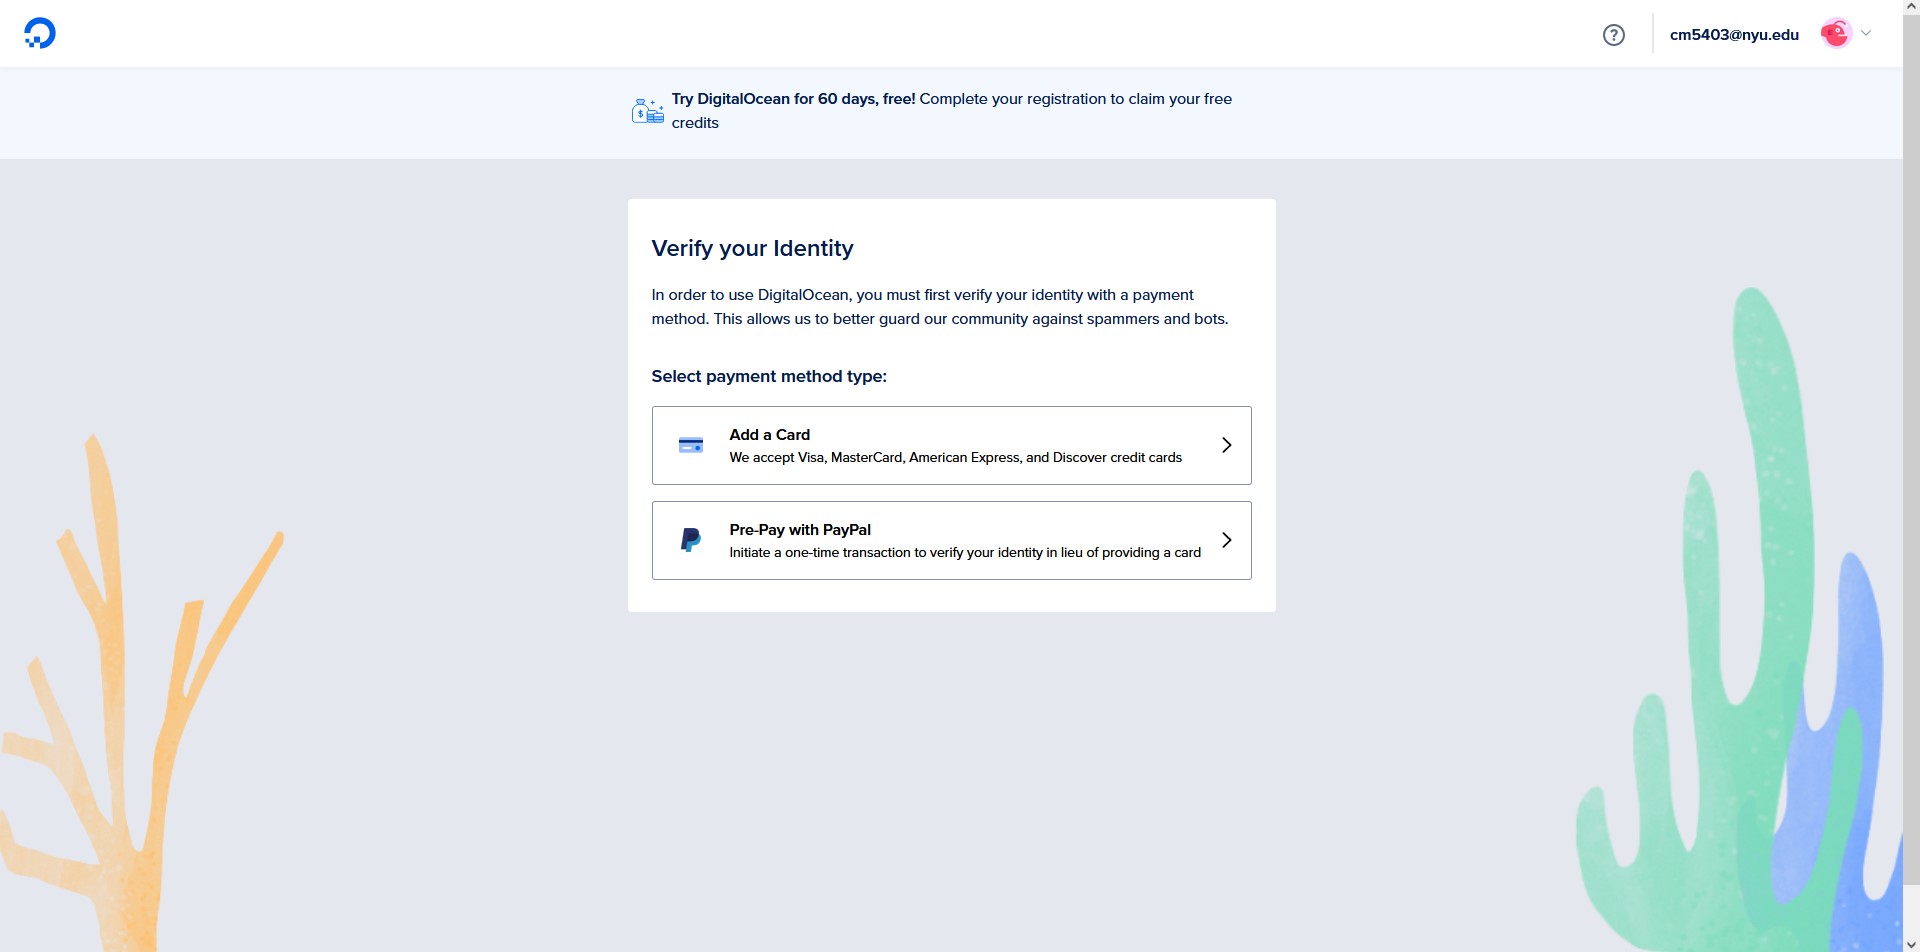 cm5403@nyu.edu
Try DigitalOcean for 60 days, free! Complete your registration to claim your free
credits
Verify your Identity
In order to use DigitalOcean, you must first verify your identity with a payment
method. This allows us to better guard our community against spammers and bots.
Select payment method type:
Add a Card
We accept Visa, MasterCard, American Express, and Discover credit cards
Pre-Pay with PayPal
Initiate a one-time transaction to verify your identity in lieu of providing a card